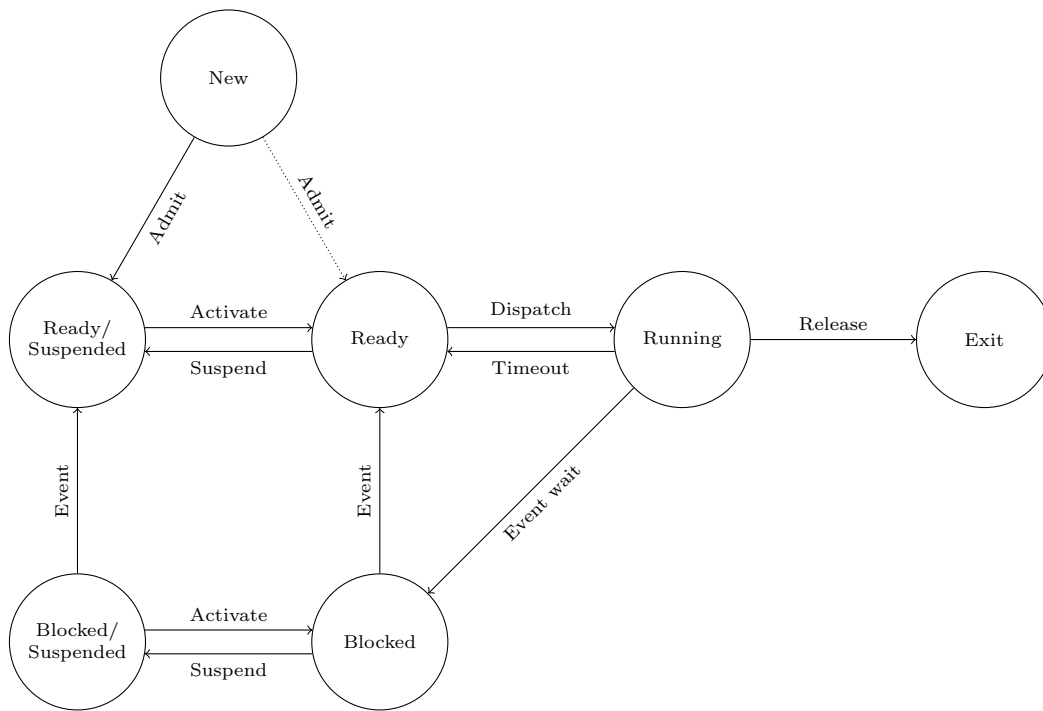 New
Admit
Admit
Ready/
Suspended
Activate
Suspend
Ready
Dispatch
Timeout
Running
Release
Exit
Event
Event
Event wait
Blocked/
Suspended
Activate
Suspend
Blocked